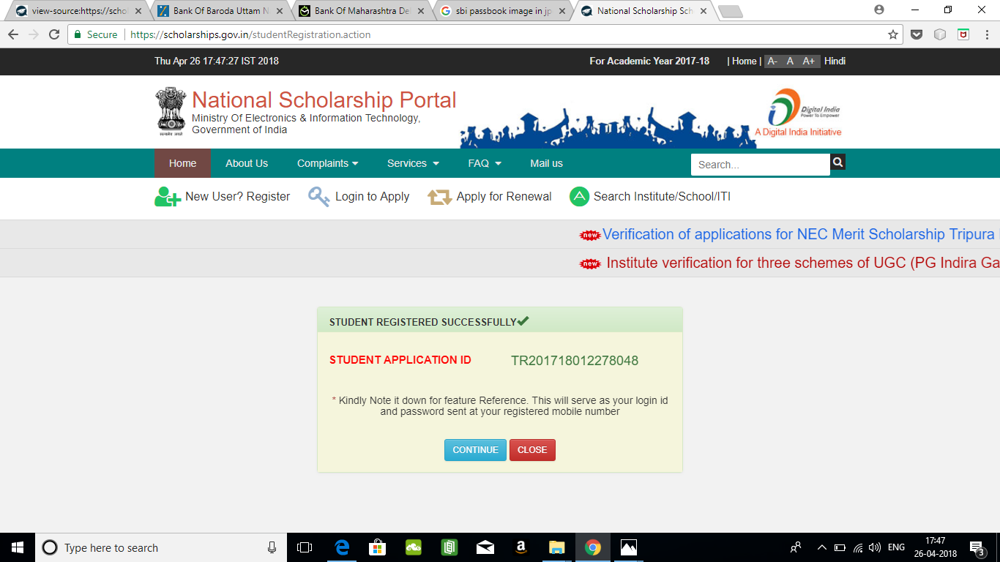 view-source:https://scho
Bank Of Baroda Uttam N
Bank Of Maharashtra De
sbi passbook image in jp
National Scholarship Sch
Secure
https://scholarships.gov.in/studentRegistration.action
Thu Apr 26 17:47:27 IST 2018
For Academic Year 2017-18 | Home | A- A A+ Hindi
National Scholarship Portal
Ministry Of Electronics & Information Technology,
Government of India
सत्यमेव जयते
Digital India
Power To Empower
A Digital India Initiative
Home About Us Complaints Services FAQ Mail us Search...
New User? Register Login to Apply Apply for Renewal Search Institute/School/ITI
new Verification of applications for NEC Merit Scholarship Tripura
new Institute verification for three schemes of UGC (PG Indira Ga
STUDENT REGISTERED SUCCESSFULLY
STUDENT APPLICATION ID TR201718012278048
* Kindly Note it down for feature Reference. This will serve as your login id
and password sent at your registered mobile number
CONTINUE CLOSE
Type here to search
ENG
17:47
26-04-2018
3